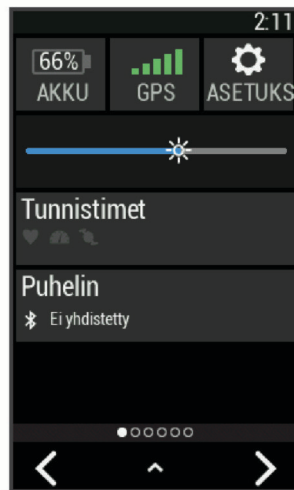 2:11
66%
AKKU GPS ASETUKS
Tunnistimet
Puhelin
Ei yhdistetty